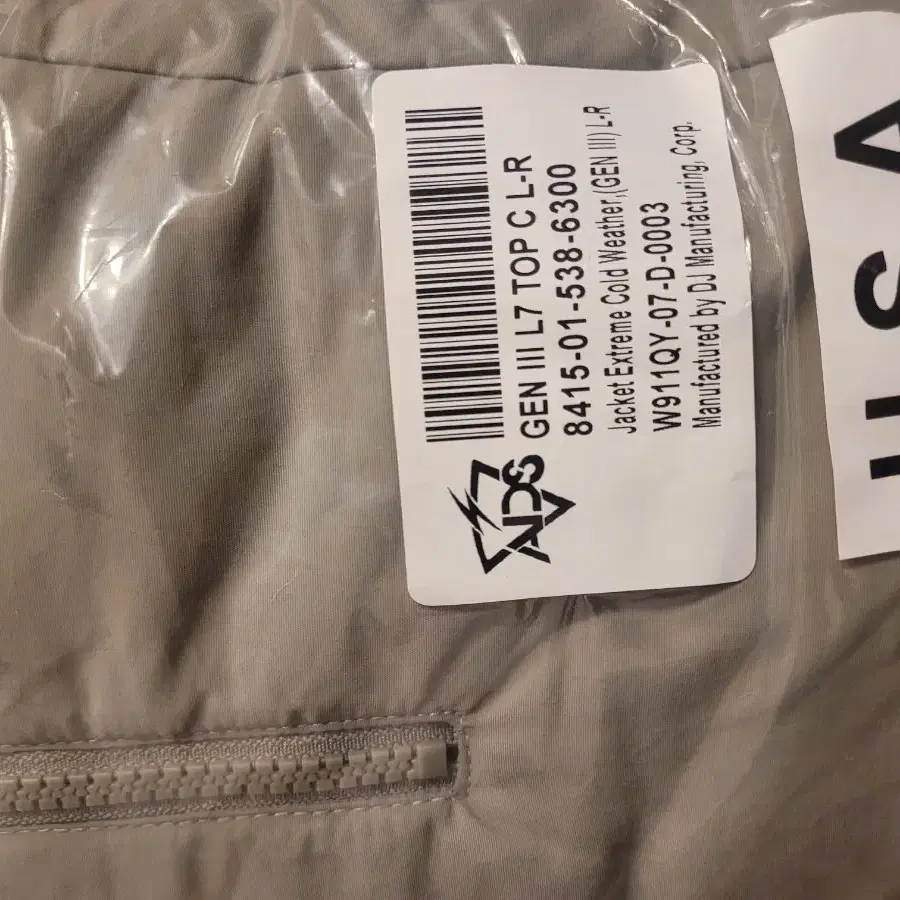 GEN III L7 TOP C L-R
8415-01-538-6300
Jacket Extreme Cold Weather,(GEN III) L-R
W911QY-07-D-0003
Manufactured by DJ Manufacturing, Corp.
ADS
U S A